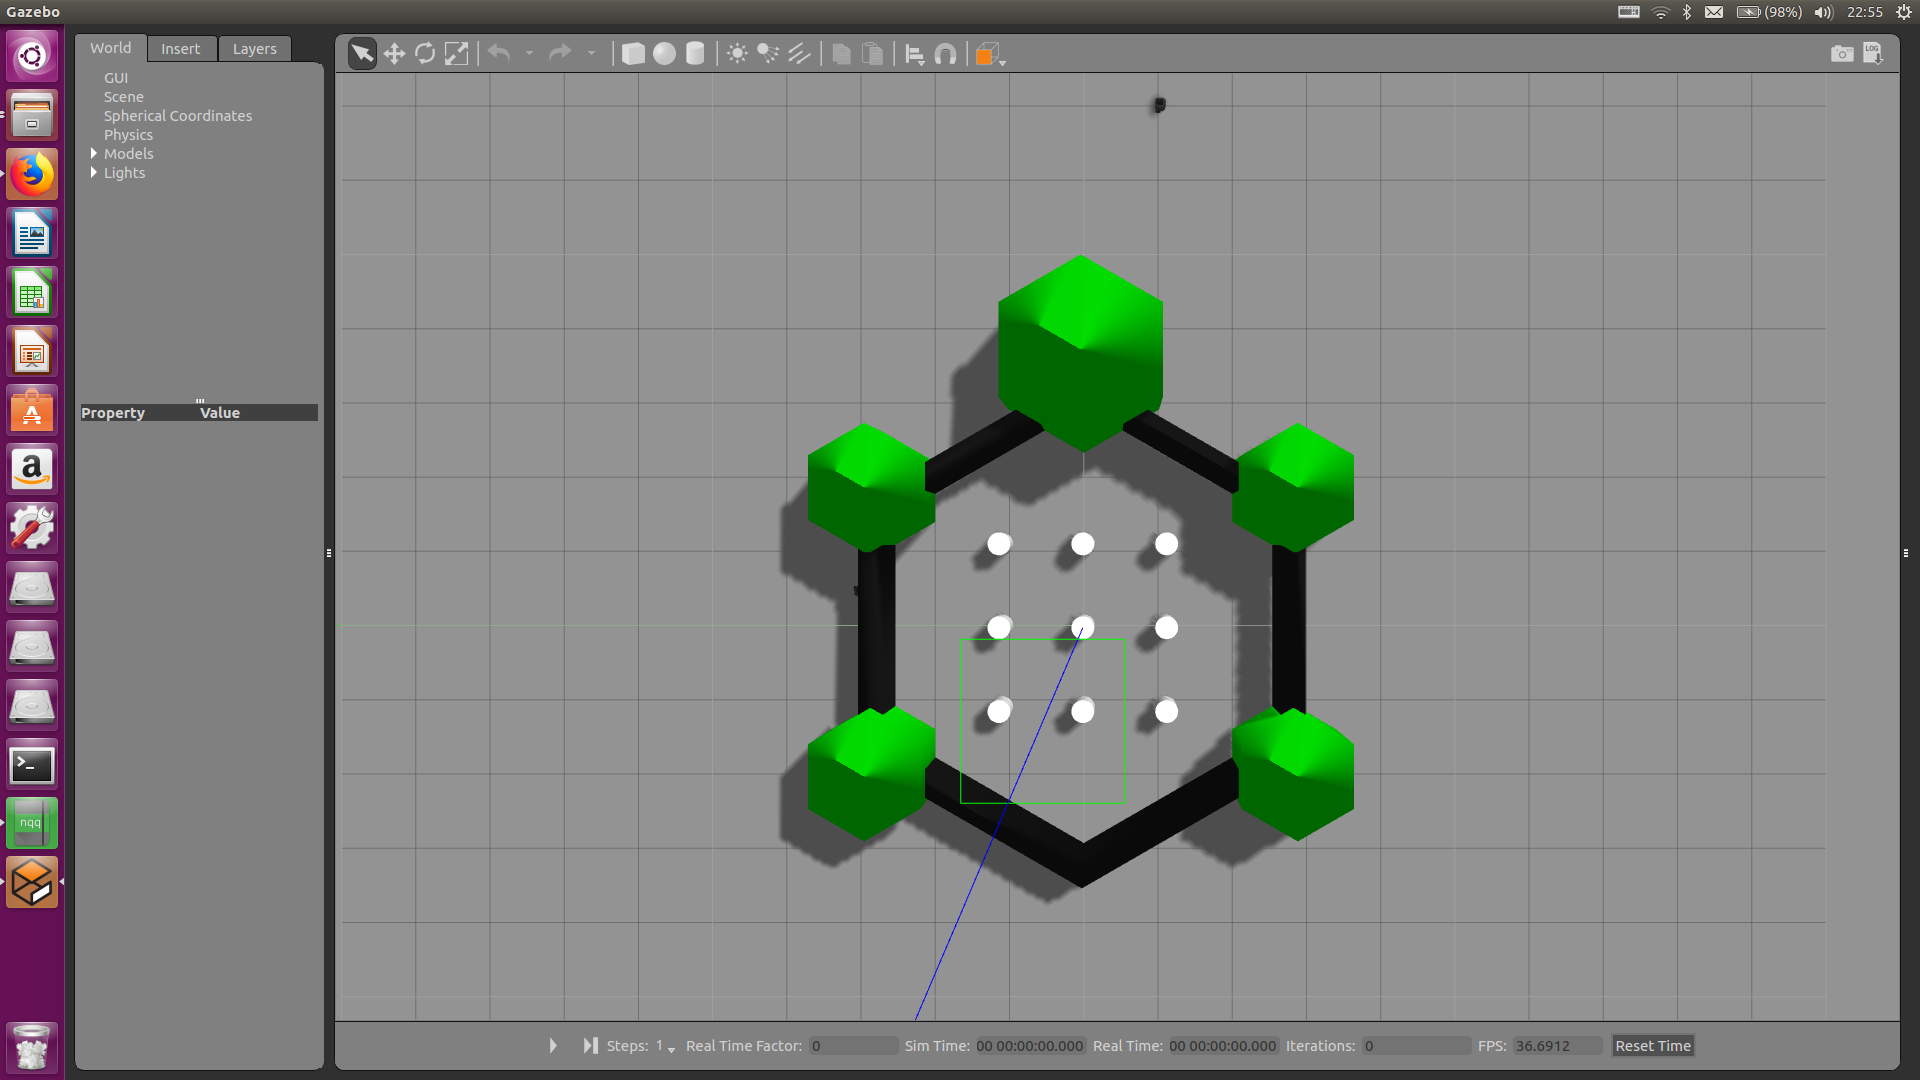 Gazebo
(98%)
22:55
World Insert Layers
LOG
GUI
Scene
Spherical Coordinates
Physics
Models
Lights
Property Value
a
nqq
>_
Steps: 1 Real Time Factor: 0 Sim Time: 00 00:00:00.000 Real Time: 00 00:00:00.000 Iterations: 0 FPS: 36.6912 Reset Time